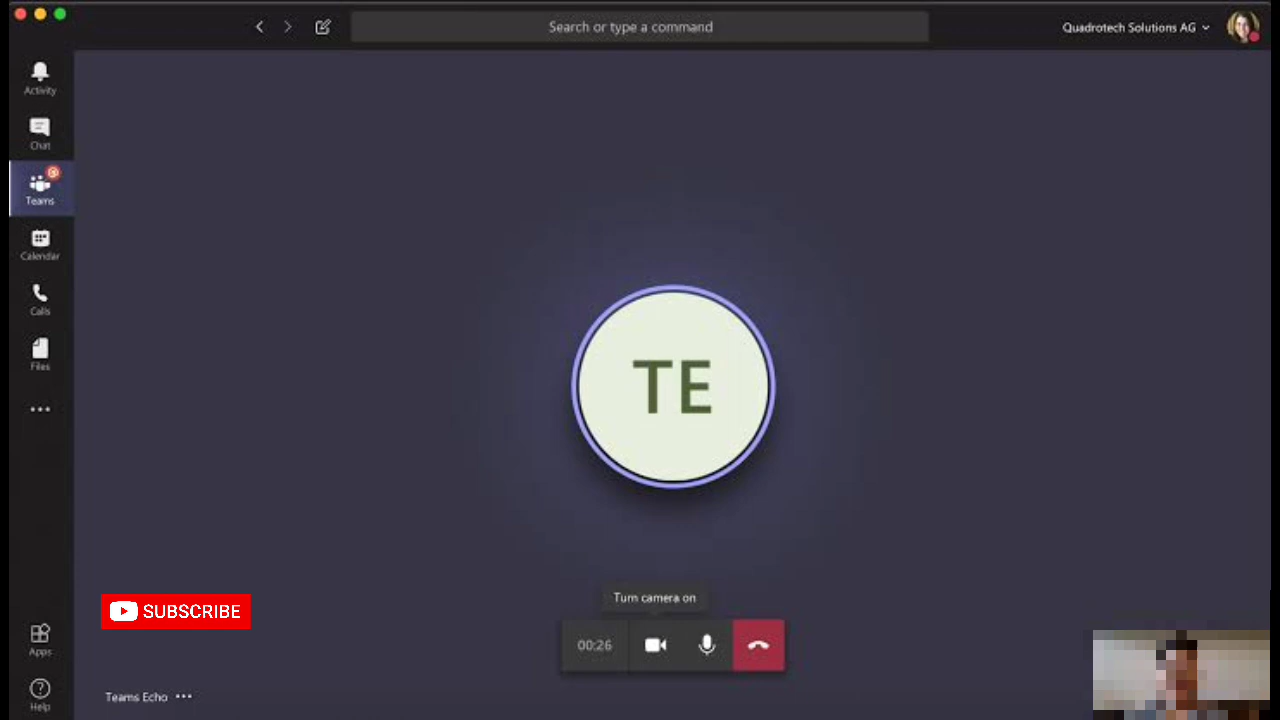 Search or type a command
Quadrotech Solutions AG
Activity
Chat
Teams
Calendar
Calls
Files
TE
Turn camera on
SUBSCRIBE
00:26
Apps
Teams Echo
Help